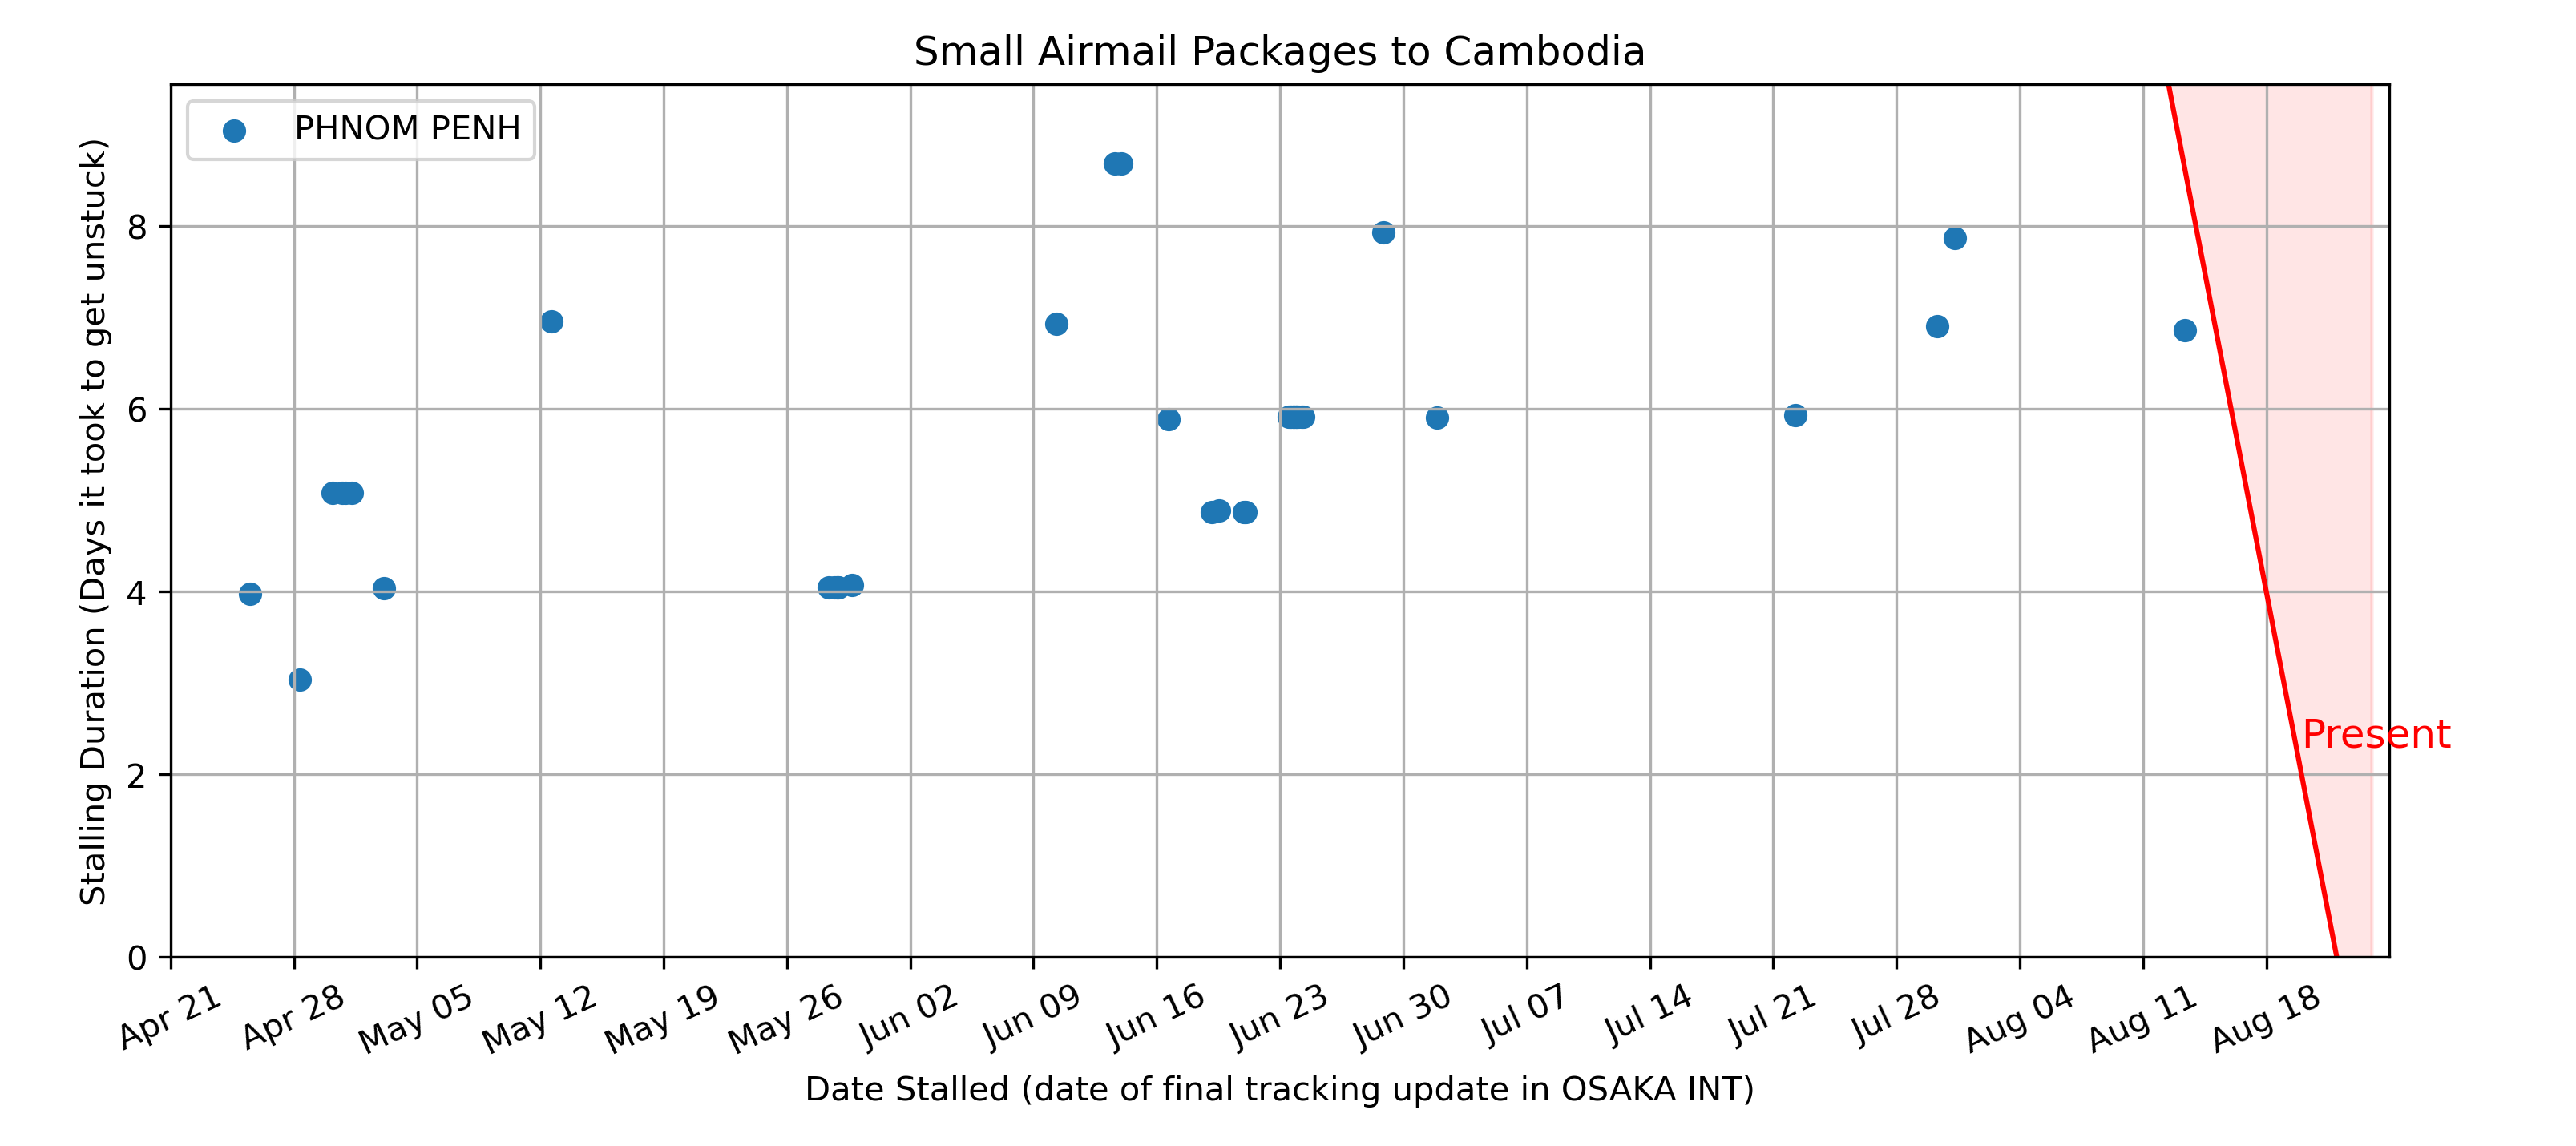 Small Airmail Packages to Cambodia
PHNOM PENH
Stalling Duration (Days it took to get unstuck)
8
6
4
2
0
Present
Apr 21
Apr 28
May 05
May 12
May 19
May 26
Jun 02
Jun 09
Jun 16
Jun 23
Jun 30
Jul 07
Jul 14
Jul 21
Jul 28
Aug 04
Aug 11
Aug 18
Date Stalled (date of final tracking update in OSAKA INT)